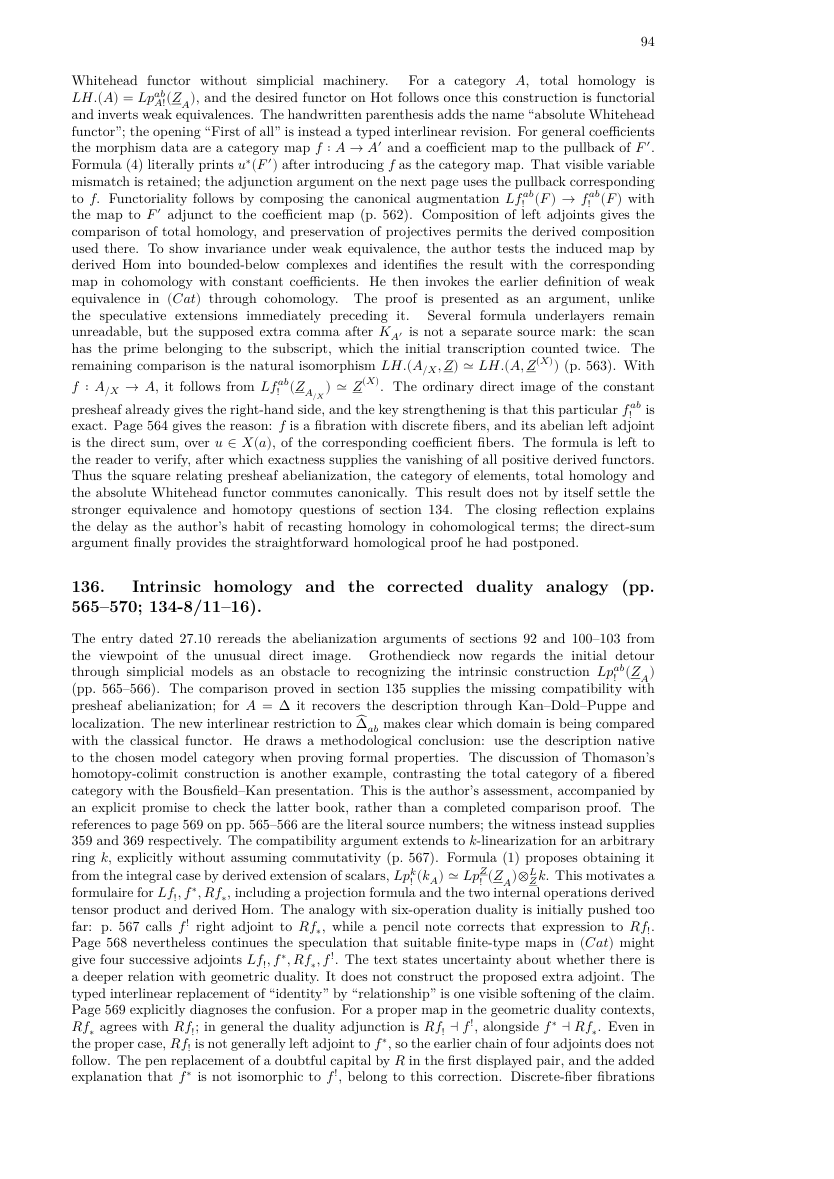 94
Whitehead functor without simplicial machinery. For a category A, total homology is
LH.(A) = Lp^{ab}_{A!}(Z_A), and the desired functor on Hot follows once this construction is functorial
and inverts weak equivalences. The handwritten parenthesis adds the name “absolute Whitehead
functor”; the opening “First of all” is instead a typed interlinear revision. For general coefficients
the morphism data are a category map f : A → A′ and a coefficient map to the pullback of F′.
Formula (4) literally prints u*(F′) after introducing f as the category map. That visible variable
mismatch is retained; the adjunction argument on the next page uses the pullback corresponding
to f. Functoriality follows by composing the canonical augmentation Lf^{ab}_!(F) → f^{ab}_!(F) with
the map to F′ adjunct to the coefficient map (p. 562). Composition of left adjoints gives the
comparison of total homology, and preservation of projectives permits the derived composition
used there. To show invariance under weak equivalence, the author tests the induced map by
derived Hom into bounded-below complexes and identifies the result with the corresponding
map in cohomology with constant coefficients. He then invokes the earlier definition of weak
equivalence in (Cat) through cohomology. The proof is presented as an argument, unlike
the speculative extensions immediately preceding it. Several formula underlayers remain
unreadable, but the supposed extra comma after K_{A′} is not a separate source mark: the scan
has the prime belonging to the subscript, which the initial transcription counted twice. The
remaining comparison is the natural isomorphism LH.(A_{/X}, Z) ≃ LH.(A, Z^{(X)}) (p. 563). With
f : A_{/X} → A, it follows from Lf^{ab}_!(Z_{A_{/X}}) ≃ Z^{(X)}. The ordinary direct image of the constant
presheaf already gives the right-hand side, and the key strengthening is that this particular f^{ab}_! is
exact. Page 564 gives the reason: f is a fibration with discrete fibers, and its abelian left adjoint
is the direct sum, over u ∈ X(a), of the corresponding coefficient fibers. The formula is left to
the reader to verify, after which exactness supplies the vanishing of all positive derived functors.
Thus the square relating presheaf abelianization, the category of elements, total homology and
the absolute Whitehead functor commutes canonically. This result does not by itself settle the
stronger equivalence and homotopy questions of section 134. The closing reflection explains
the delay as the author’s habit of recasting homology in cohomological terms; the direct-sum
argument finally provides the straightforward homological proof he had postponed.
136. Intrinsic homology and the corrected duality analogy (pp.
565–570; 134-8/11–16).
The entry dated 27.10 rereads the abelianization arguments of sections 92 and 100–103 from
the viewpoint of the unusual direct image. Grothendieck now regards the initial detour
through simplicial models as an obstacle to recognizing the intrinsic construction Lp^{ab}_!(Z_A)
(pp. 565–566). The comparison proved in section 135 supplies the missing compatibility with
presheaf abelianization; for A = Δ it recovers the description through Kan–Dold–Puppe and
localization. The new interlinear restriction to Δ̂_{ab} makes clear which domain is being compared
with the classical functor. He draws a methodological conclusion: use the description native
to the chosen model category when proving formal properties. The discussion of Thomason’s
homotopy-colimit construction is another example, contrasting the total category of a fibered
category with the Bousfield–Kan presentation. This is the author’s assessment, accompanied by
an explicit promise to check the latter book, rather than a completed comparison proof. The
references to page 569 on pp. 565–566 are the literal source numbers; the witness instead supplies
359 and 369 respectively. The compatibility argument extends to k-linearization for an arbitrary
ring k, explicitly without assuming commutativity (p. 567). Formula (1) proposes obtaining it
from the integral case by derived extension of scalars, Lp^k_!(k_A) ≃ Lp^Z_!(Z_A)⊗^L_Z k. This motivates a
formulaire for Lf_!, f*, Rf_*, including a projection formula and the two internal operations derived
tensor product and derived Hom. The analogy with six-operation duality is initially pushed too
far: p. 567 calls f^! right adjoint to Rf_*, while a pencil note corrects that expression to Rf_!.
Page 568 nevertheless continues the speculation that suitable finite-type maps in (Cat) might
give four successive adjoints Lf_!, f*, Rf_*, f^!. The text states uncertainty about whether there is
a deeper relation with geometric duality. It does not construct the proposed extra adjoint. The
typed interlinear replacement of “identity” by “relationship” is one visible softening of the claim.
Page 569 explicitly diagnoses the confusion. For a proper map in the geometric duality contexts,
Rf_* agrees with Rf_!; in general the duality adjunction is Rf_! ⊣ f^!, alongside f* ⊣ Rf_*. Even in
the proper case, Rf_! is not generally left adjoint to f*, so the earlier chain of four adjoints does not
follow. The pen replacement of a doubtful capital by R in the first displayed pair, and the added
explanation that f* is not isomorphic to f^!, belong to this correction. Discrete-fiber fibrations